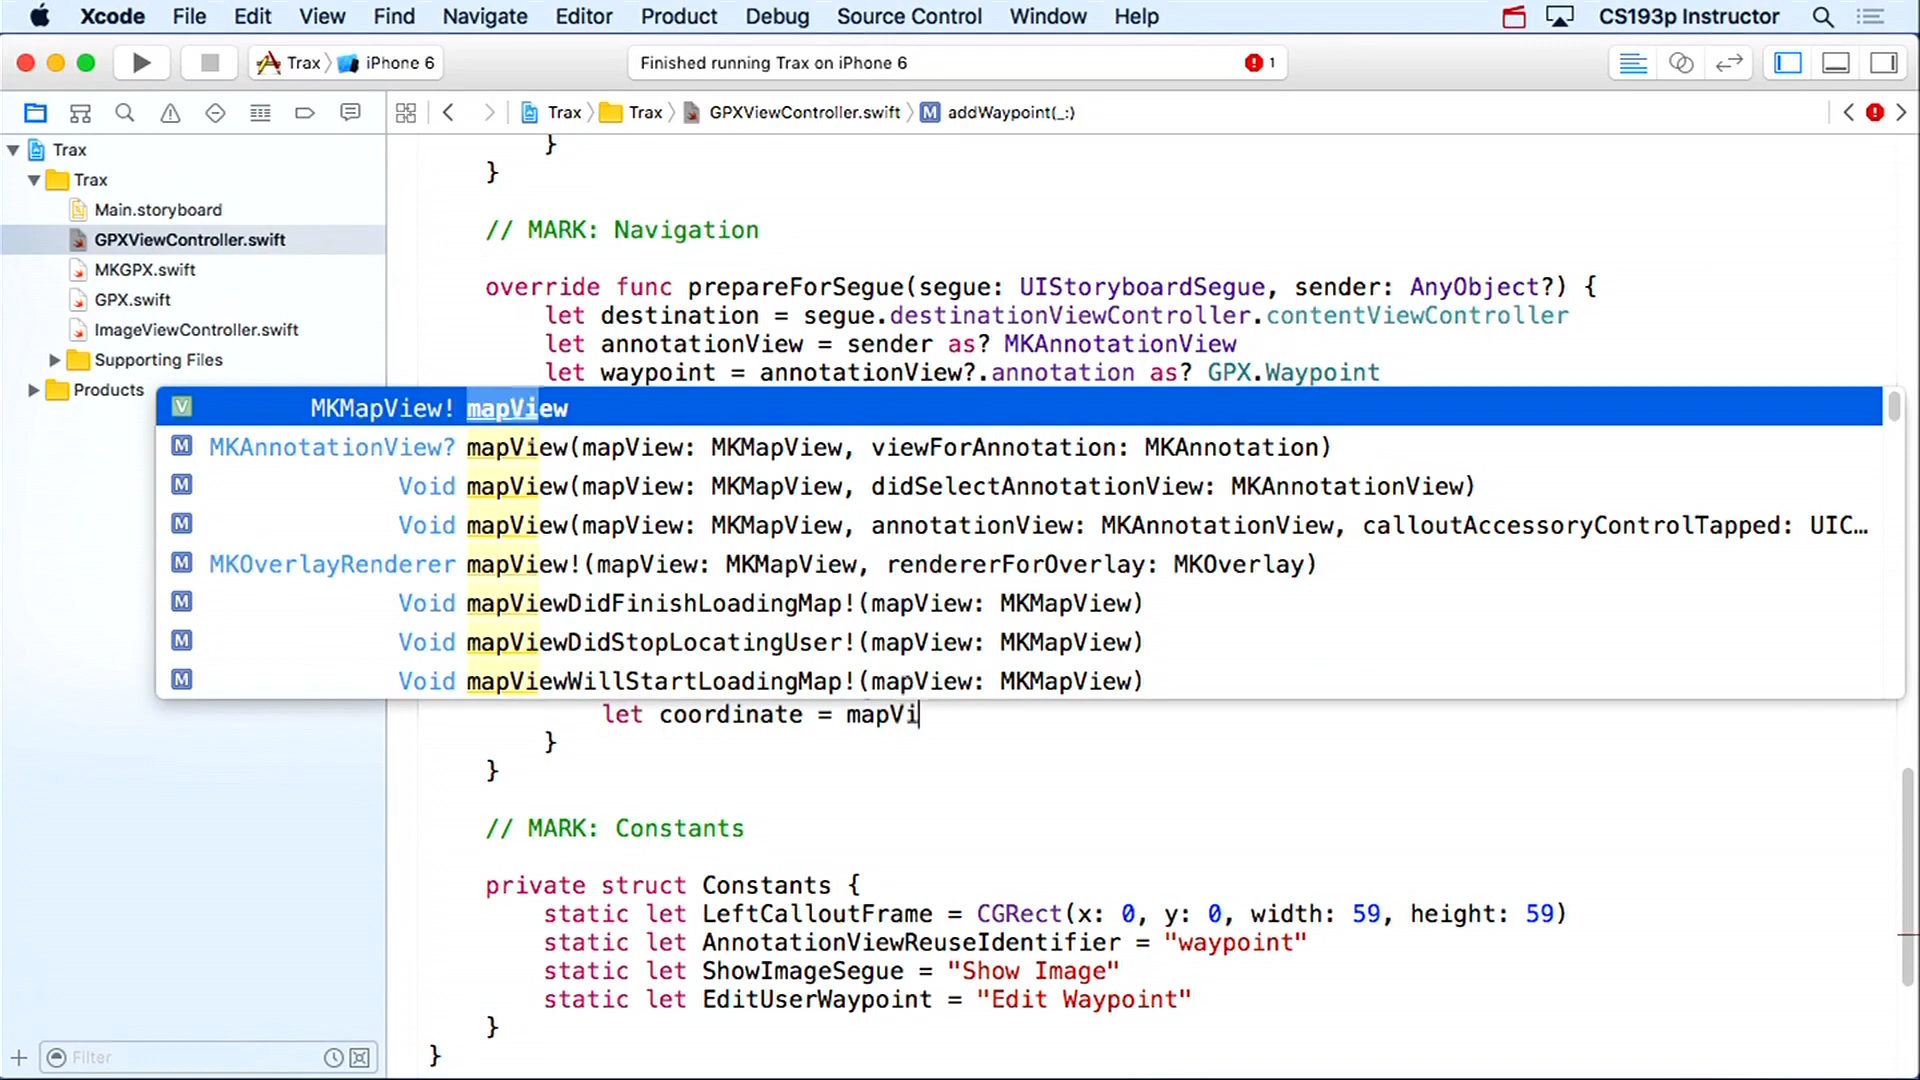 Xcode File Edit View Find Navigate Editor Product Debug Source Control Window Help CS193p Instructor
Trax iPhone 6 Finished running Trax on iPhone 6 1
Trax Trax GPXViewController.swift M addWaypoint(_:)
Trax
Trax
Main.storyboard
GPXViewController.swift
MKGPX.swift
GPX.swift
ImageViewController.swift
Supporting Files
Products
}
}
// MARK: Navigation
override func prepareForSegue(segue: UIStoryboardSegue, sender: AnyObject?) {
let destination = segue.destinationViewController.contentViewController
let annotationView = sender as? MKAnnotationView
let waypoint = annotationView?.annotation as? GPX.Waypoint
V MKMapView! mapView
M MKAnnotationView? mapView(mapView: MKMapView, viewForAnnotation: MKAnnotation)
M Void mapView(mapView: MKMapView, didSelectAnnotationView: MKAnnotationView)
M Void mapView(mapView: MKMapView, annotationView: MKAnnotationView, calloutAccessoryControlTapped: UIC...
M MKOverlayRenderer mapView!(mapView: MKMapView, rendererForOverlay: MKOverlay)
M Void mapViewDidFinishLoadingMap!(mapView: MKMapView)
M Void mapViewDidStopLocatingUser!(mapView: MKMapView)
M Void mapViewWillStartLoadingMap!(mapView: MKMapView)
let coordinate = mapVi
}
}
// MARK: Constants
private struct Constants {
static let LeftCalloutFrame = CGRect(x: 0, y: 0, width: 59, height: 59)
static let AnnotationViewReuseIdentifier = "waypoint"
static let ShowImageSegue = "Show Image"
static let EditUserWaypoint = "Edit Waypoint"
}
}
Filter